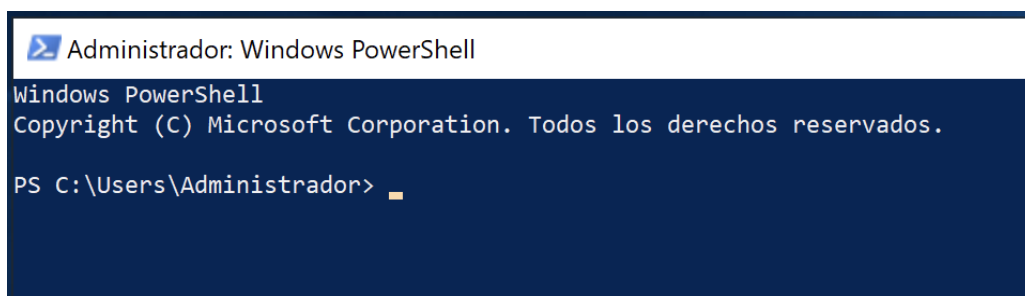 Administrador: Windows PowerShell
Windows PowerShell
Copyright (C) Microsoft Corporation. Todos los derechos reservados.
PS C:\Users\Administrador>